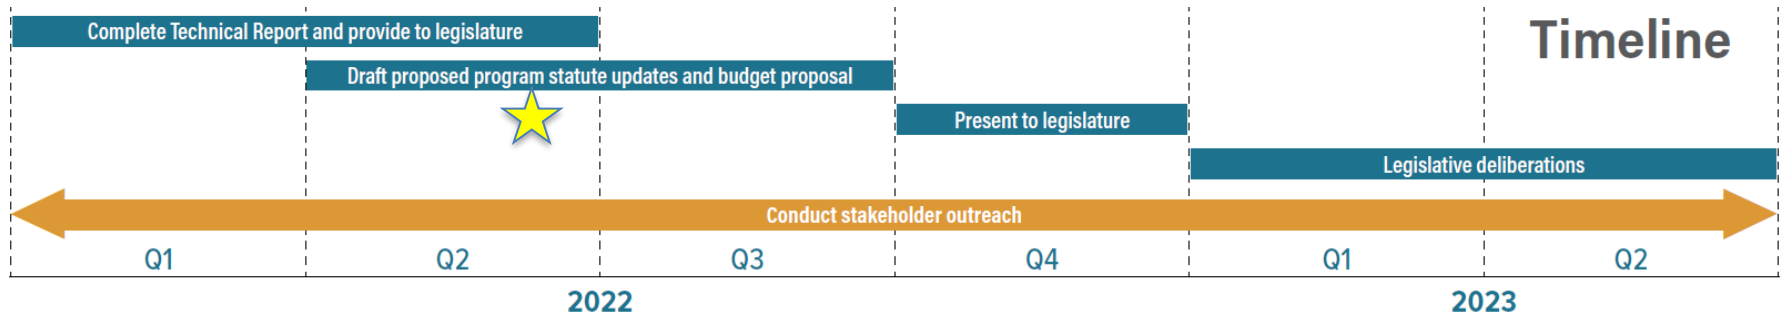 Timeline
Complete Technical Report and provide to legislature
Draft proposed program statute updates and budget proposal
Present to legislature
Legislative deliberations
Conduct stakeholder outreach
Q1 Q2 Q3 Q4 Q1 Q2
2022 2023